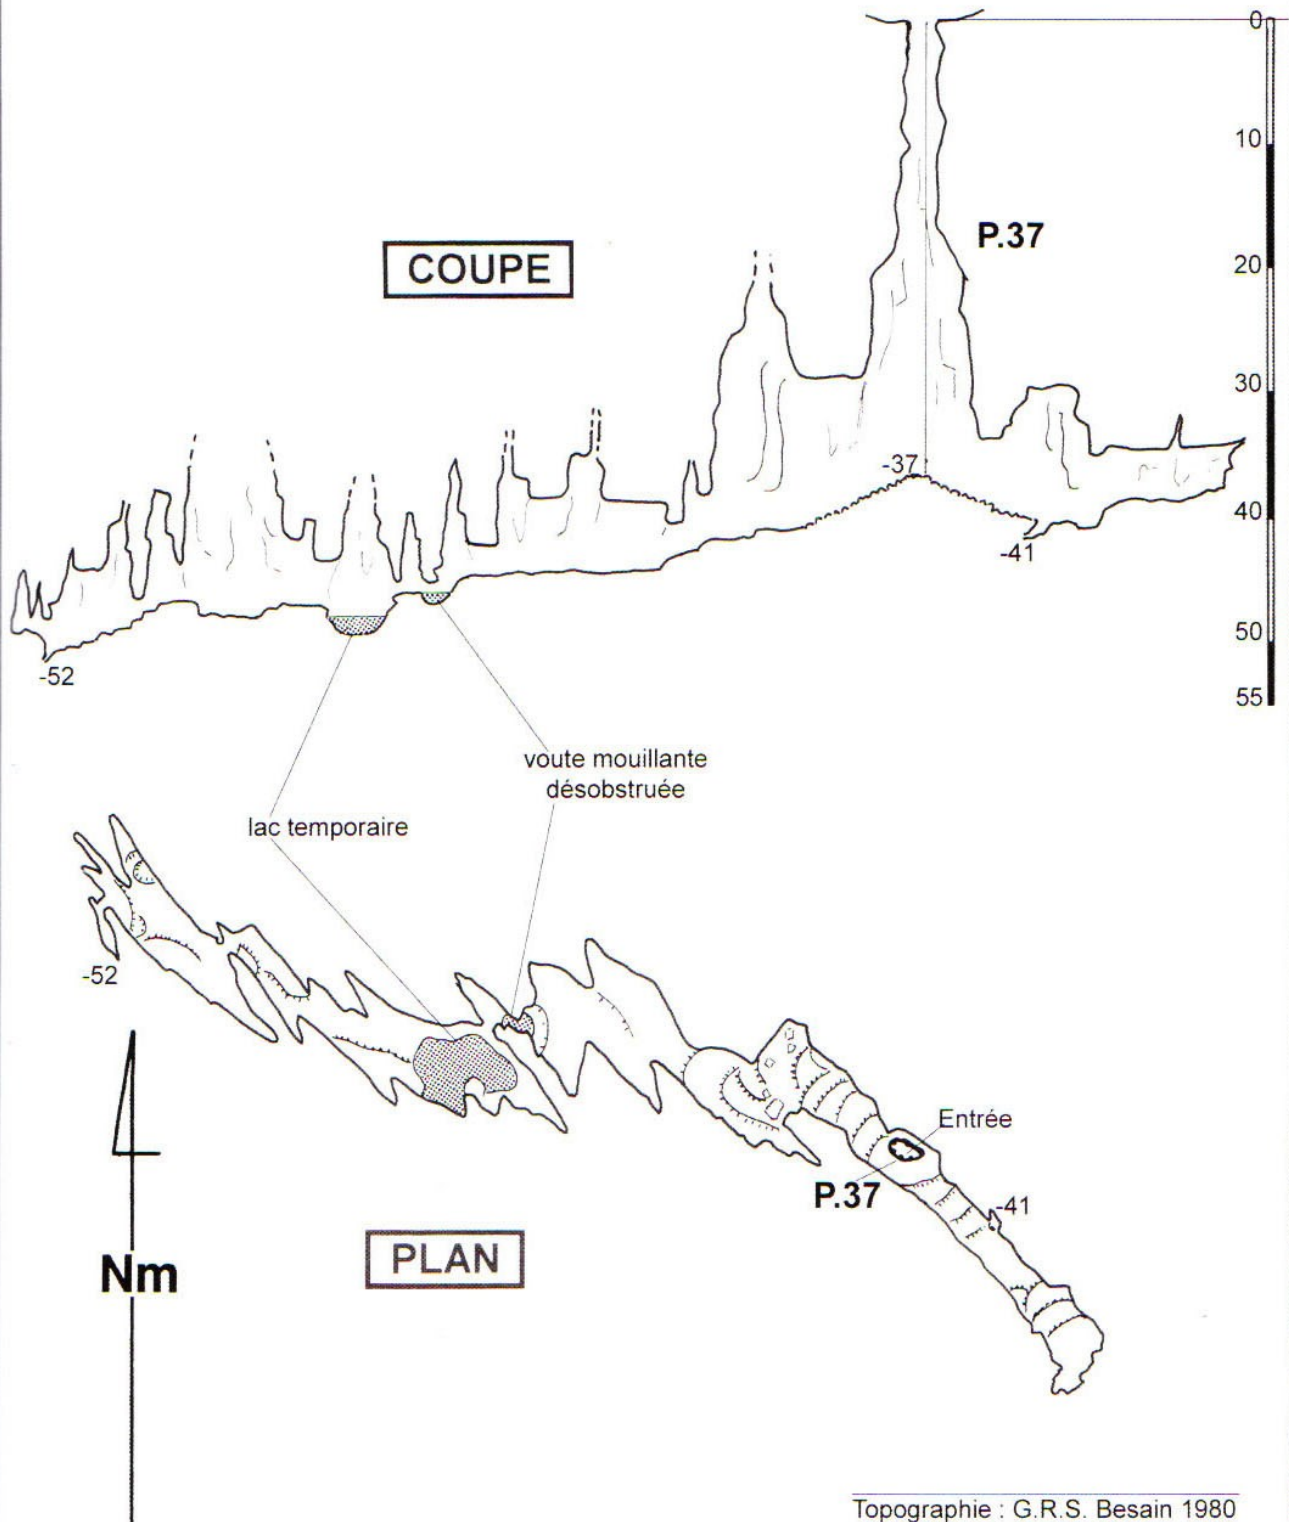 0
10
P.37
COUPE
20
30
-37
40
-41
50
-52
55
voute mouillante
désobstruée
lac temporaire
-52
Entrée
P.37
-41
PLAN
Nm
Topographie : G.R.S. Besain 1980